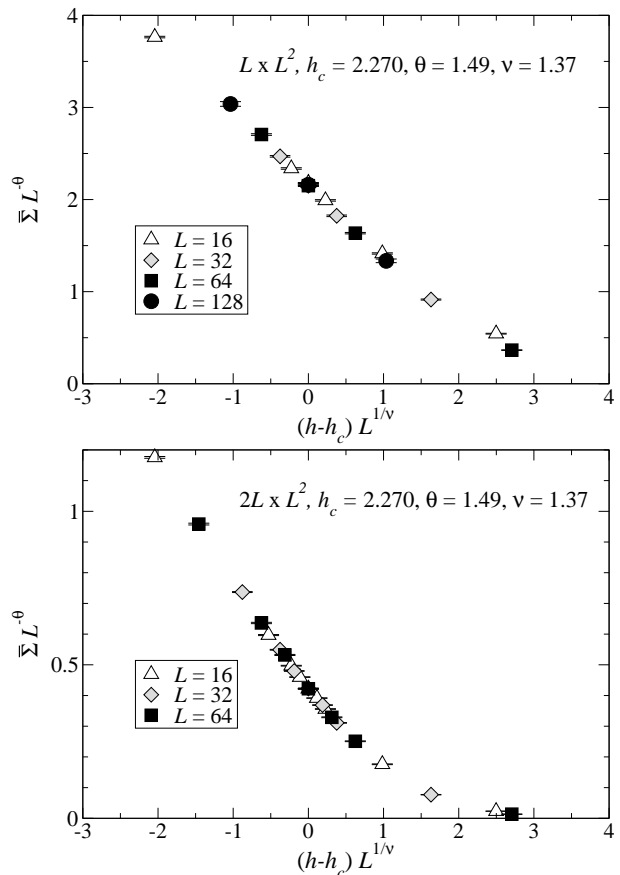 4
3
2
1
0
Σ̿ L^{-θ}
L x L^2, h_c = 2.270, θ = 1.49, ν = 1.37
L = 16
L = 32
L = 64
L = 128
-3 -2 -1 0 1 2 3 4
(h-h_c) L^{1/ν}
1
0.5
0
Σ̿ L^{-θ}
2L x L^2, h_c = 2.270, θ = 1.49, ν = 1.37
L = 16
L = 32
L = 64
-3 -2 -1 0 1 2 3 4
(h-h_c) L^{1/ν}